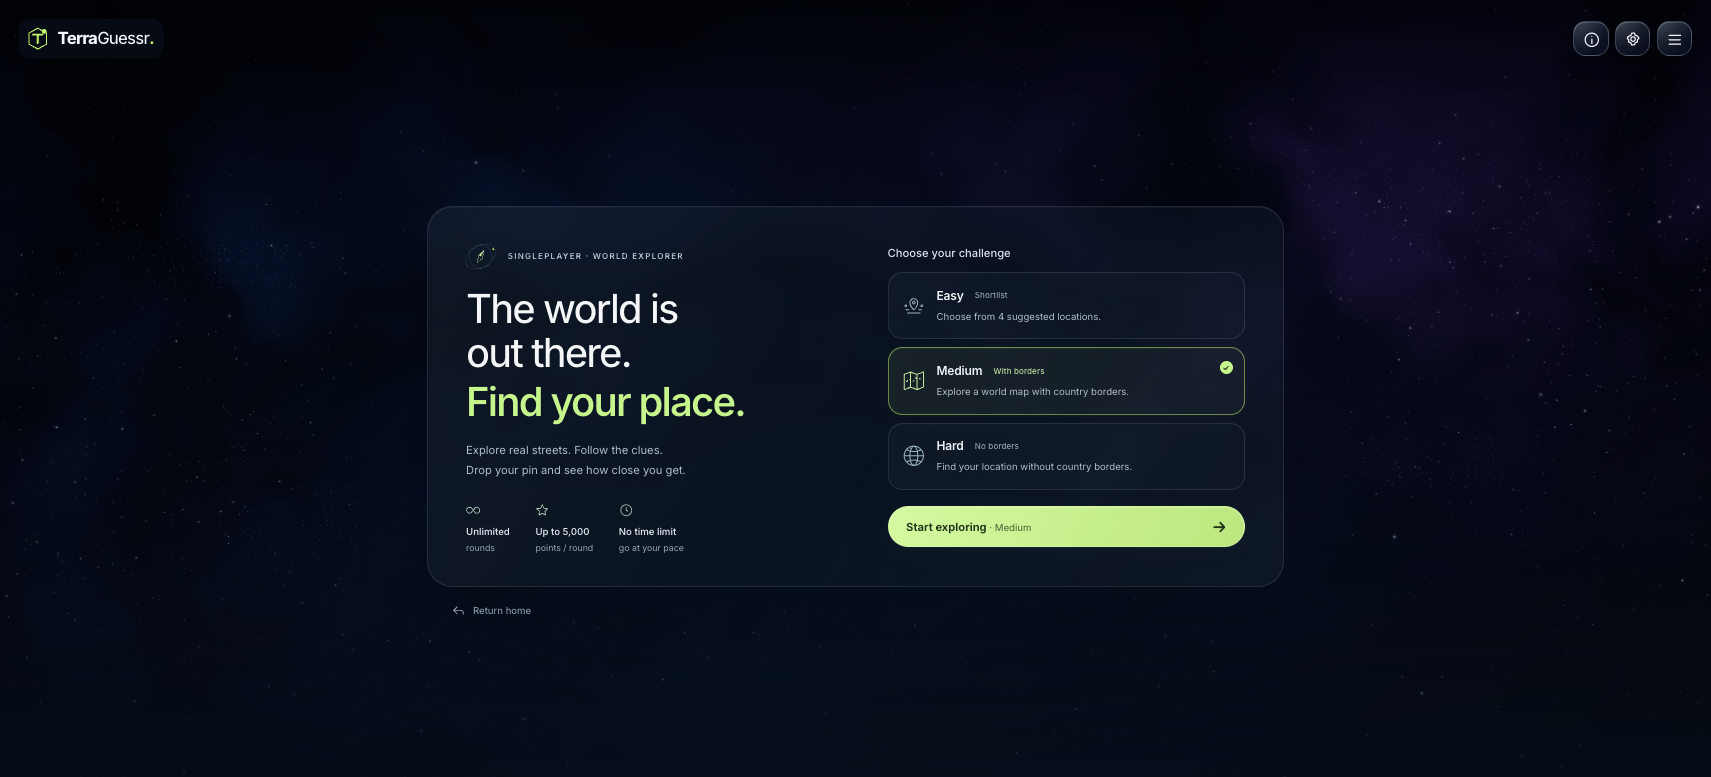 TerraGuessr.
SINGLEPLAYER · WORLD EXPLORER
The world is
out there.
Find your place.
Explore real streets. Follow the clues.
Drop your pin and see how close you get.
Unlimited
rounds
Up to 5,000
points / round
No time limit
go at your pace
Choose your challenge
Easy Shortlist
Choose from 4 suggested locations.
Medium With borders
Explore a world map with country borders.
Hard No borders
Find your location without country borders.
Start exploring · Medium
Return home